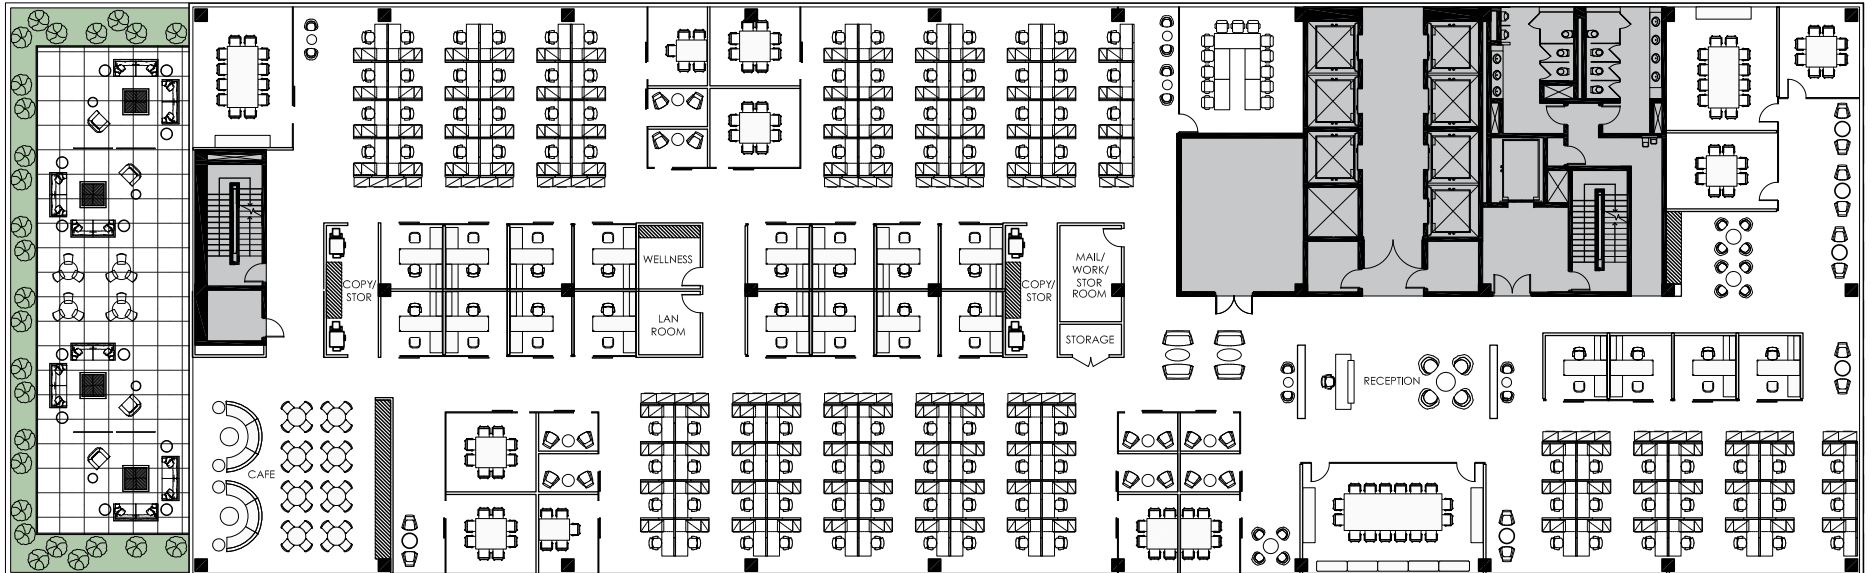 WELLNESS
LAN
ROOM
COPY/
STOR
COPY/
STOR
MAIL/
WORK/
STOR
ROOM
STORAGE
RECEPTION
CAFE